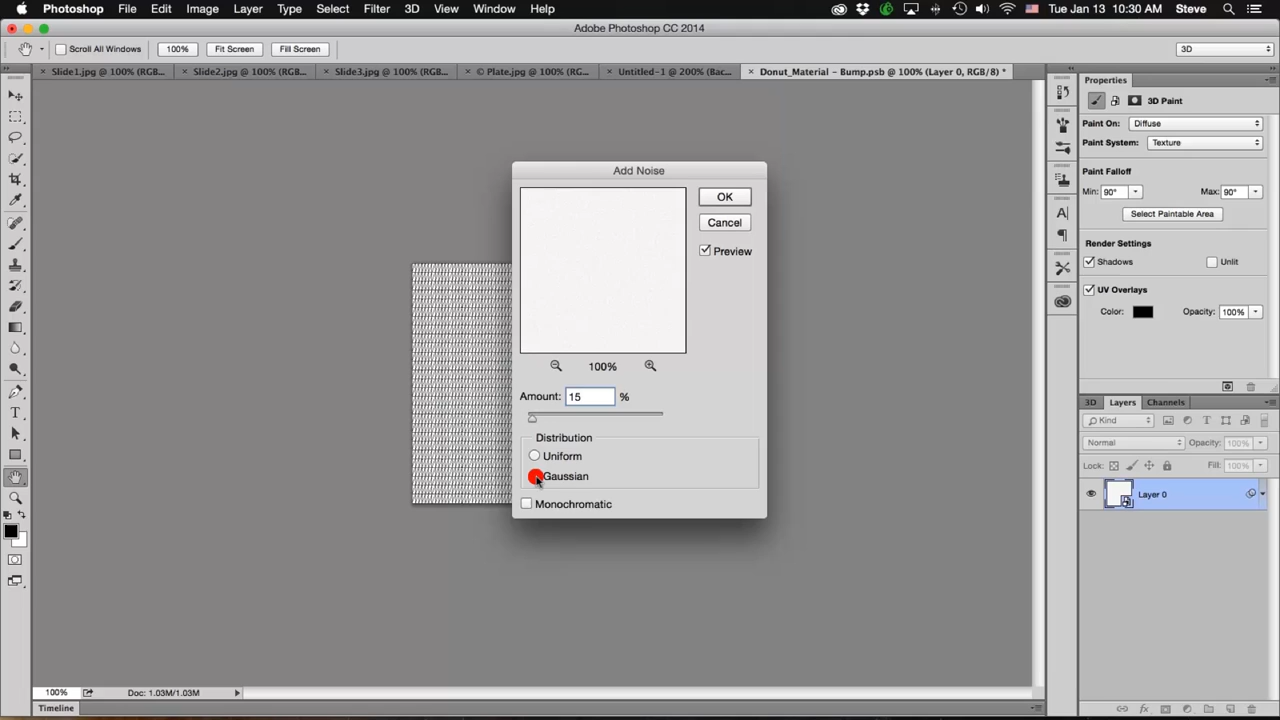 Photoshop File Edit Image Layer Type Select Filter 3D View Window Help 6 Tue Jan 13 10:30 AM Steve
Adobe Photoshop CC 2014
Scroll All Windows 100% Fit Screen Fill Screen 3D
Slide1.jpg @ 100% (RGB... Slide2.jpg @ 100% (RGB... Slide3.jpg @ 100% (RGB... © Plate.jpg @ 100% (RG... Untitled-1 @ 200% (Bac... Donut_Material - Bump.psb @ 100% (Layer 0, RGB/8) *
Properties
3D Paint
Paint On: Diffuse
Paint System: Texture
Paint Falloff
Min: 90° Max: 90°
Select Paintable Area
Render Settings
Shadows Unlit
UV Overlays
Color: Opacity: 100%
Add Noise
OK
Cancel
Preview
100%
Amount: 15 %
Distribution
Uniform
Gaussian
Monochromatic
3D Layers Channels
Kind
Normal Opacity: 100%
Lock: Fill: 100%
Layer 0
100% Doc: 1.03M/1.03M
Timeline